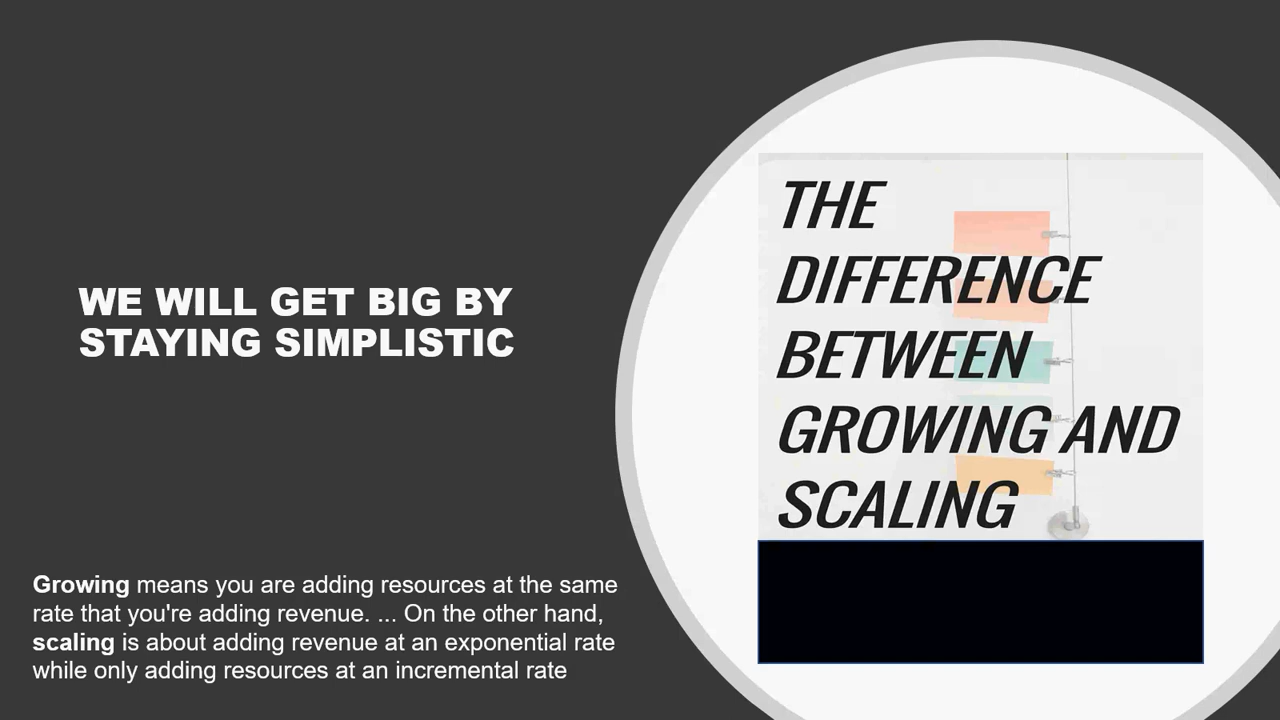 WE WILL GET BIG BY
STAYING SIMPLISTIC
Growing means you are adding resources at the same
rate that you're adding revenue. ... On the other hand,
scaling is about adding revenue at an exponential rate
while only adding resources at an incremental rate
THE
DIFFERENCE
BETWEEN
GROWING AND
SCALING